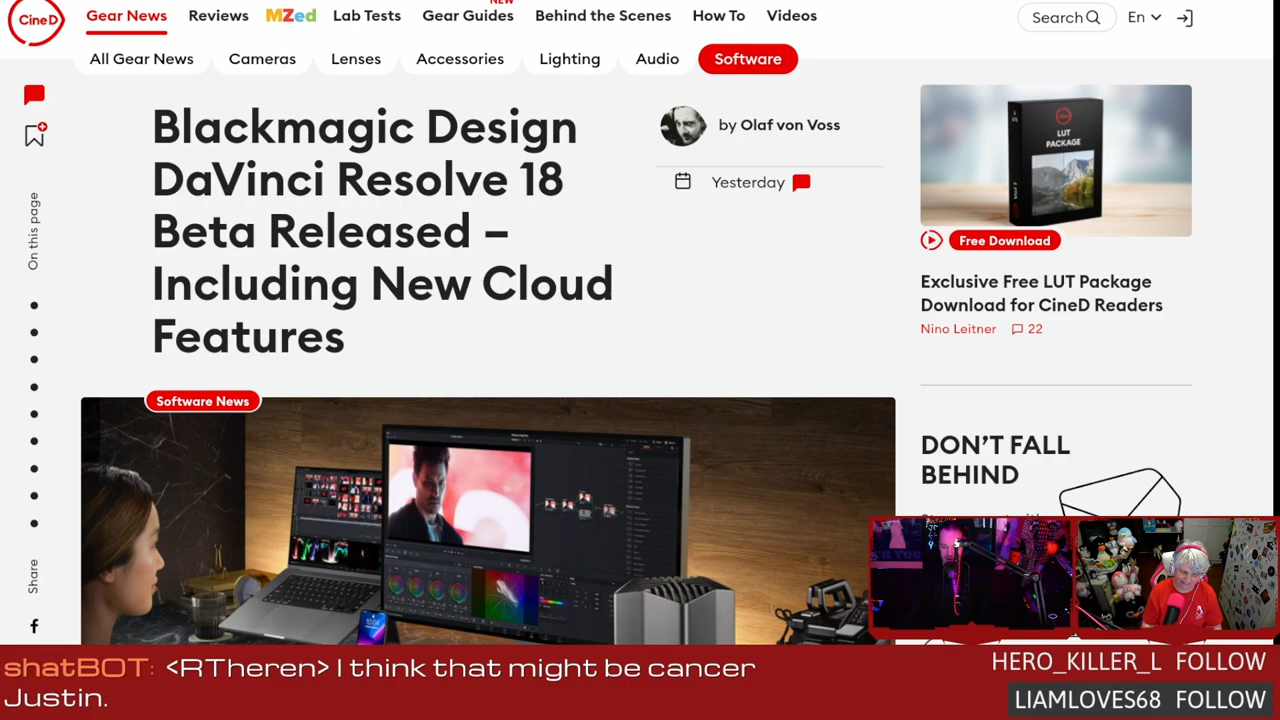 CineD
Gear News Reviews MZed Lab Tests Gear Guides NEW Behind the Scenes How To Videos Search En
All Gear News Cameras Lenses Accessories Lighting Audio Software
On this page
Share
Blackmagic Design
DaVinci Resolve 18
Beta Released –
Including New Cloud
Features
by Olaf von Voss
Yesterday
LUT
PACKAGE
Free Download
Exclusive Free LUT Package
Download for CineD Readers
Nino Leitner 22
DON'T FALL
BEHIND
Software News
shatBOT: <RTheren> I think that might be cancer
Justin.
HERO_KILLER_L FOLLOW
LIAMLOVES68 FOLLOW